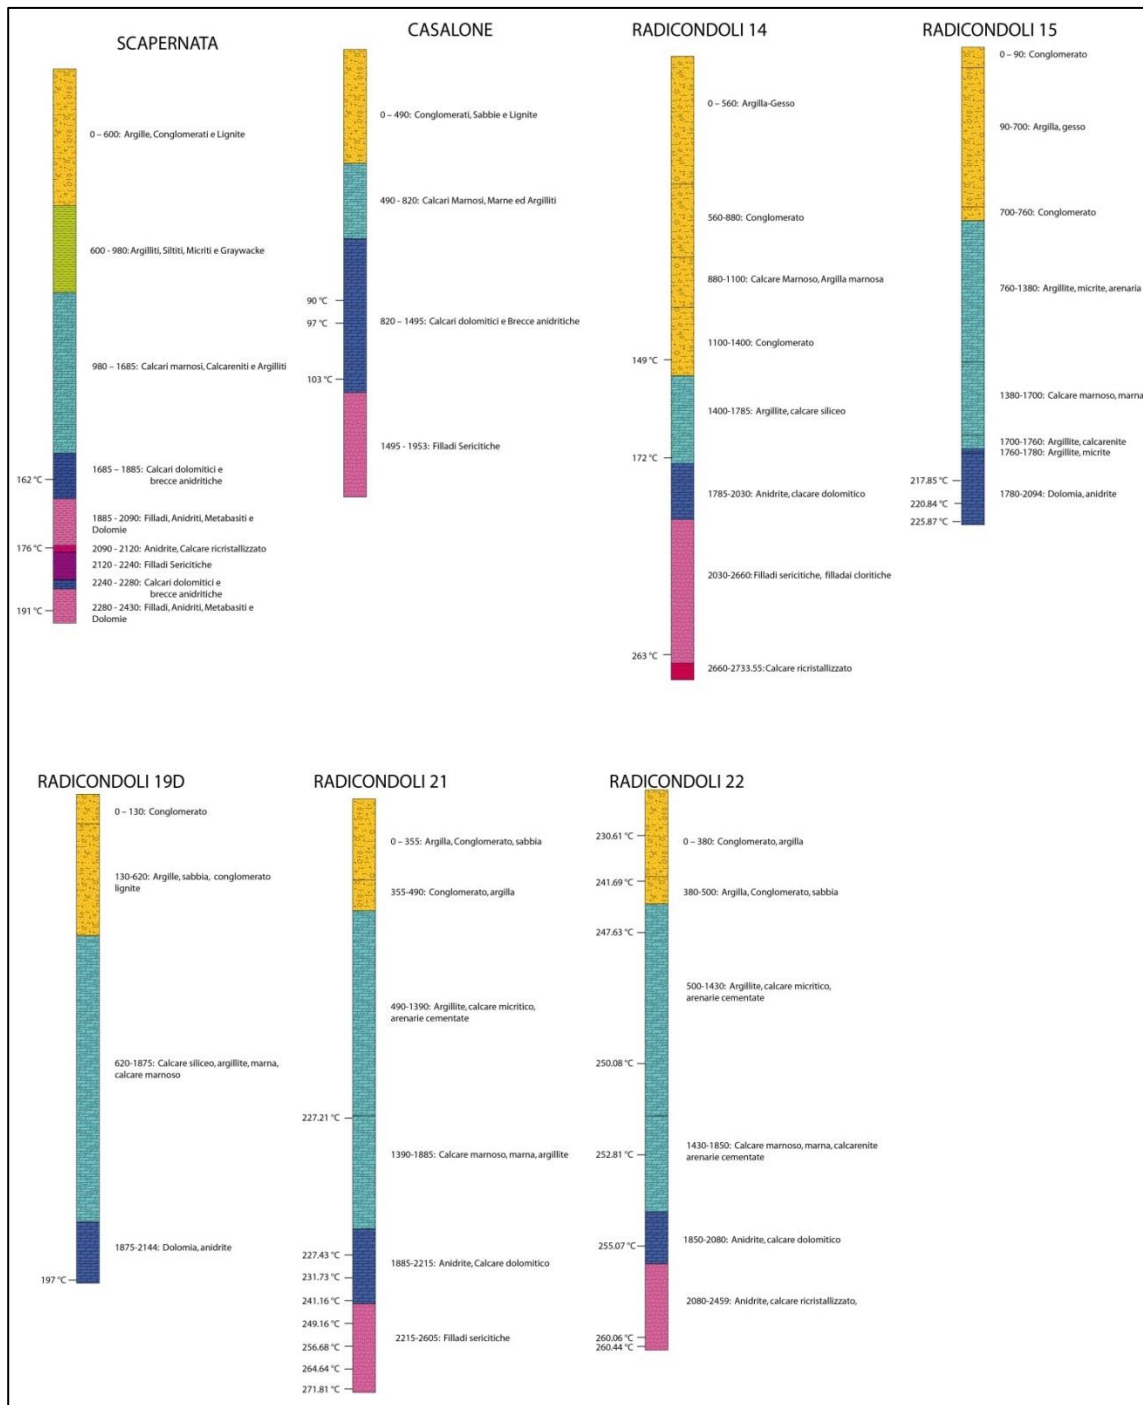 SCAPERNATA
0 – 600: Argille, Conglomerati e Lignite
600 - 980: Argilliti, Siltiti, Micriti e Graywacke
980 – 1685: Calcari marnosi, Calcareniti e Argilliti
1685 – 1885: Calcari dolomitici e
brecce anidritiche
162 °C
1885 - 2090: Filladi, Anidriti, Metabasiti e
Dolomie
176 °C
2090 - 2120: Anidrite, Calcare ricristallizzato
2120 - 2240: Filladi Sericitiche
2240 - 2280: Calcari dolomitici e
brecce anidritiche
2280 - 2430: Filladi, Anidriti, Metabasiti e
Dolomie
191 °C
CASALONE
0 – 490: Conglomerati, Sabbie e Lignite
490 - 820: Calcari Marnosi, Marne ed Argilliti
90 °C
97 °C
820 – 1495: Calcari dolomitici e Brecce anidritiche
103 °C
1495 - 1953: Filladi Sericitiche
RADICONDOLI 14
0 – 560: Argilla-Gesso
560-880: Conglomerato
880-1100: Calcare Marnoso, Argilla marnosa
1100-1400: Conglomerato
149 °C
1400-1785: Argillite, calcare siliceo
172 °C
1785-2030: Anidrite, clacare dolomitico
2030-2660: Filladi sericitiche, filladai cloritiche
263 °C
2660-2733.55: Calcare ricristallizzato
RADICONDOLI 15
0 – 90: Conglomerato
90-700: Argilla, gesso
700-760: Conglomerato
760-1380: Argillite, micrite, arenaria
1380-1700: Calcare marnoso, marna
1700-1760: Argillite, calcarenite
1760-1780: Argillite, micrite
217.85 °C
1780-2094: Dolomia, anidrite
220.84 °C
225.87 °C
RADICONDOLI 19D
0 – 130: Conglomerato
130-620: Argille, sabbia, conglomerato
lignite
620-1875: Calcare siliceo, argillite, marna,
calcare marnoso
1875-2144: Dolomia, anidrite
197 °C
RADICONDOLI 21
0 – 355: Argilla, Conglomerato, sabbia
355-490: Conglomerato, argilla
490-1390: Argillite, calcare micritico,
arenarie cementate
227.21 °C
1390-1885: Calcare marnoso, marna, argillite
227.43 °C
1885-2215: Anidrite, Calcare dolomitico
231.73 °C
241.16 °C
249.16 °C
2215-2605: Filladi sericitiche
256.68 °C
264.64 °C
271.81 °C
RADICONDOLI 22
230.61 °C
0 – 380: Conglomerato, argilla
241.69 °C
380-500: Argilla, Conglomerato, sabbia
247.63 °C
500-1430: Argillite, calcare micritico,
arenarie cementate
250.08 °C
1430-1850: Calcare marnoso, marna, calcarenite
arenarie cementate
252.81 °C
1850-2080: Anidrite, calcare dolomitico
255.07 °C
2080-2459: Anidrite, calcare ricristallizzato,
260.06 °C
260.44 °C